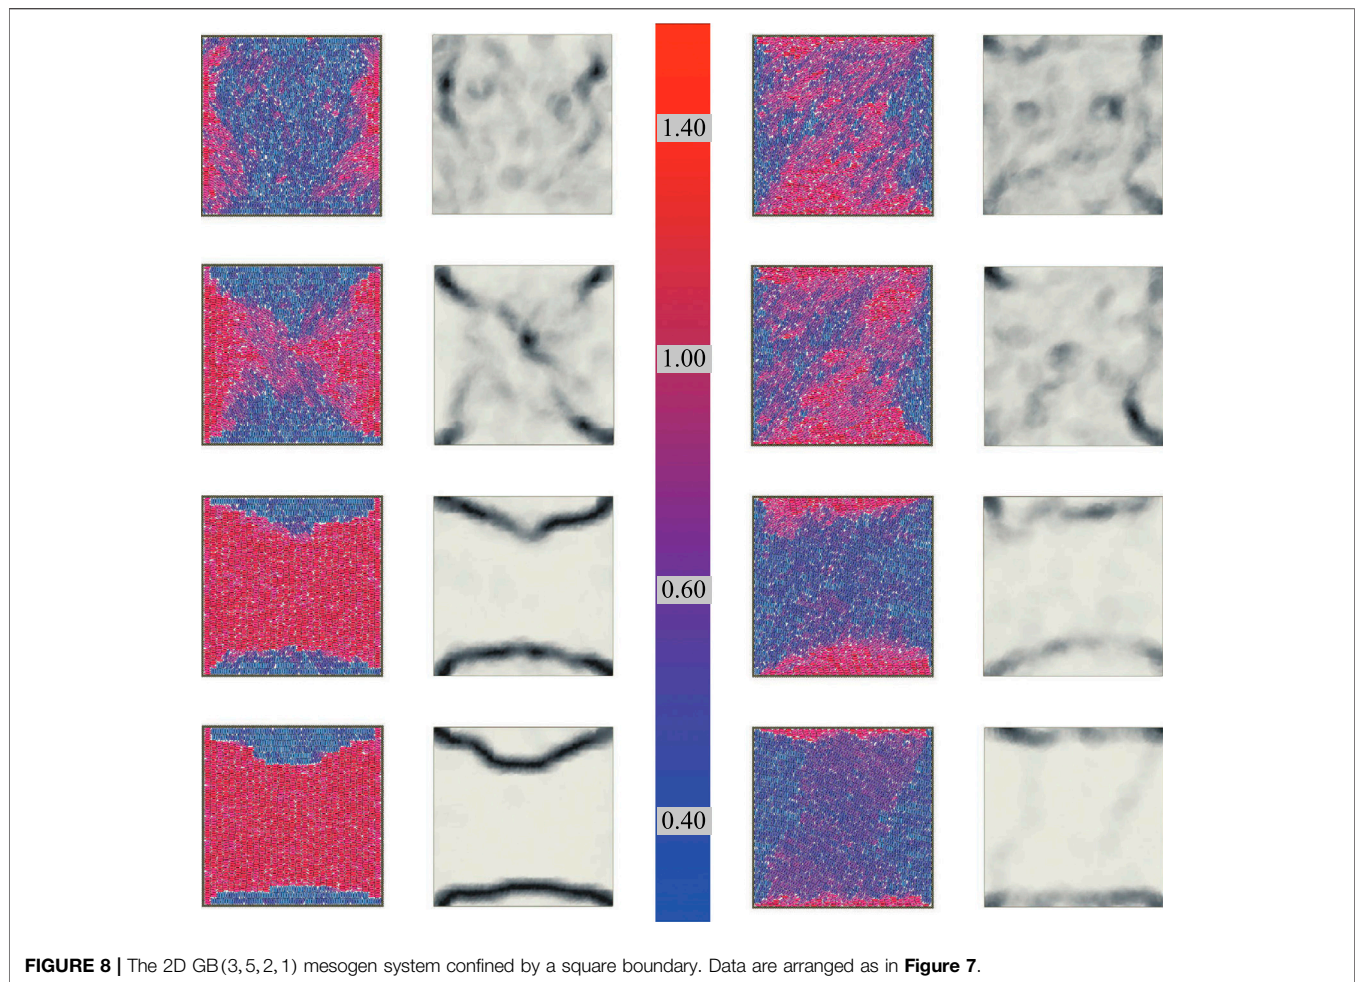 1.40
1.00
0.60
0.40
FIGURE 8 | The 2D GB(3, 5, 2, 1) mesogen system confined by a square boundary. Data are arranged as in Figure 7.